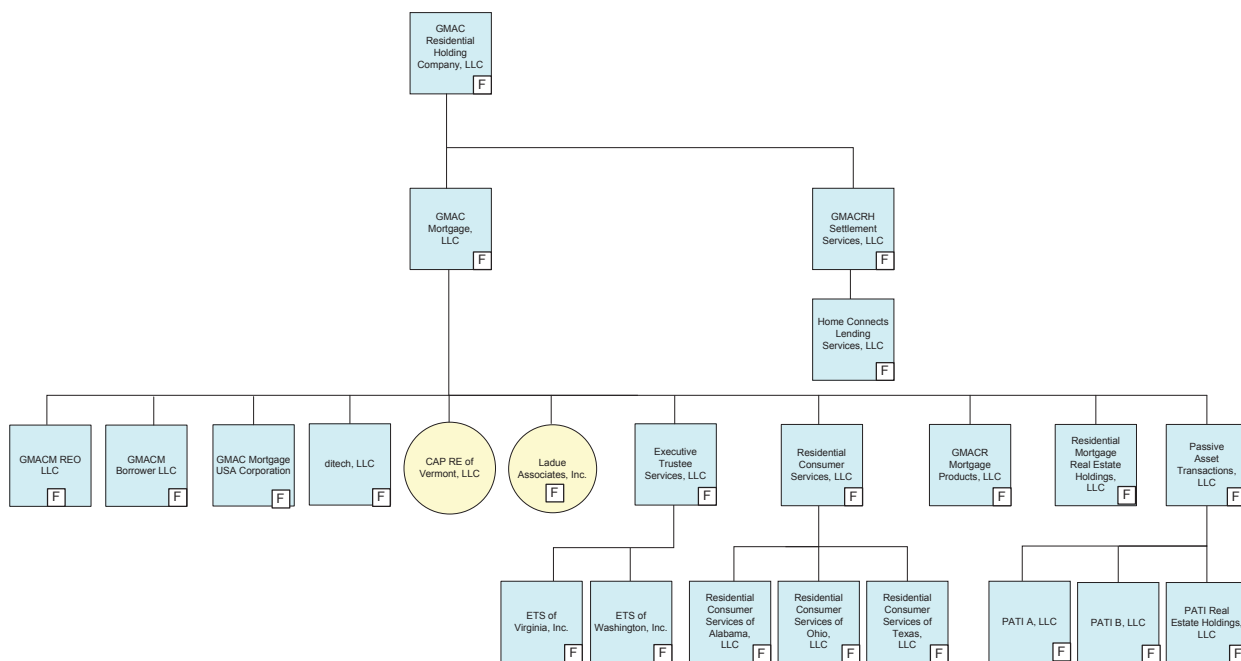 GMAC
Residential
Holding
Company, LLC
F
GMAC
Mortgage,
LLC
F
GMACRH
Settlement
Services, LLC
F
Home Connects
Lending
Services, LLC
F
GMACM REO
LLC
F
GMACM
Borrower LLC
F
GMAC Mortgage
USA Corporation
F
ditech, LLC
F
CAP RE of
Vermont, LLC
Ladue
Associates, Inc.
F
Executive
Trustee
Services, LLC
F
Residential
Consumer
Services, LLC
F
GMACR
Mortgage
Products, LLC
F
Residential
Mortgage
Real Estate
Holdings,
LLC
F
Passive
Asset
Transactions,
LLC
F
ETS of
Virginia, Inc.
F
ETS of
Washington, Inc.
F
Residential
Consumer
Services of
Alabama,
LLC
F
Residential
Consumer
Services of
Ohio,
LLC
F
Residential
Consumer
Services of
Texas,
LLC
F
PATI A, LLC
F
PATI B, LLC
F
PATI Real
Estate Holdings,
LLC
F